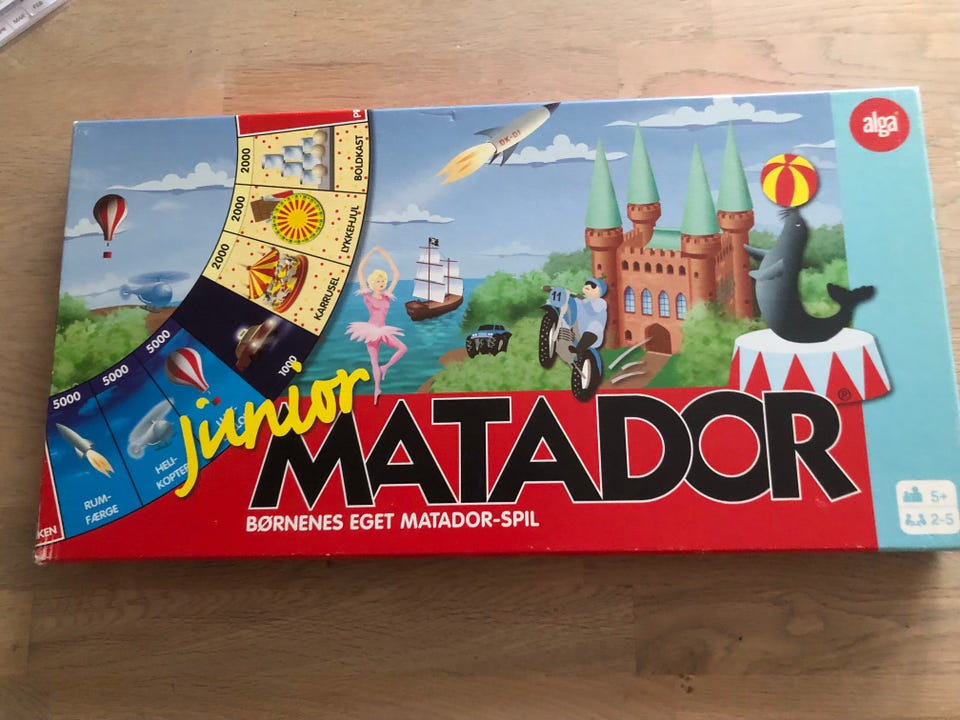 alga
DK-01
2000
BOLDKAST
2000
LYKKEHJUL
2000
KARRUSEL
1000
11
5000
5000
5000
HELI-
KOPTER
RUM-
FÆRGE
KEN
junior
MATADOR
BØRNENES EGET MATADOR-SPIL
5+
2-5